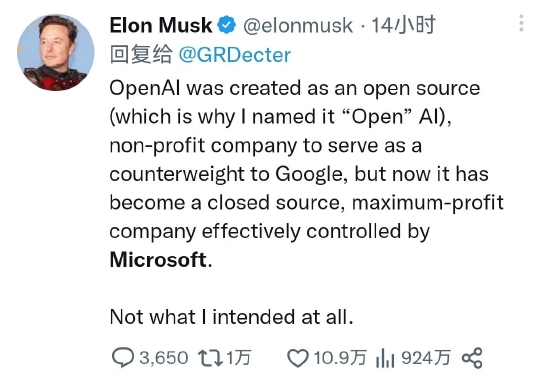 Elon Musk @elonmusk · 14小时
回复给 @GRDecter
OpenAI was created as an open source
(which is why I named it “Open” AI),
non-profit company to serve as a
counterweight to Google, but now it has
become a closed source, maximum-profit
company effectively controlled by
Microsoft.
Not what I intended at all.
3,650 1万 10.9万 924万